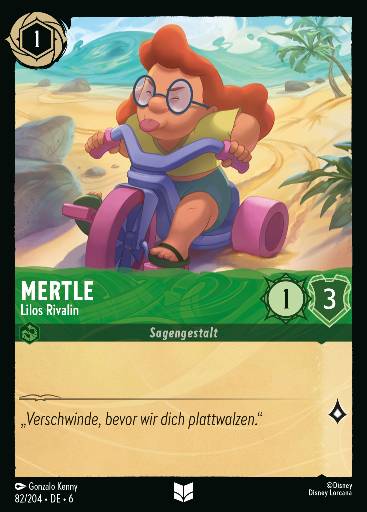 1
MERTLE
Lilos Rivalin
1
3
Sagengestalt
„Verschwinde, bevor wir dich plattwalzen.“
Gonzalo Kenny
82/204 • DE • 6
©Disney
Disney Lorcana